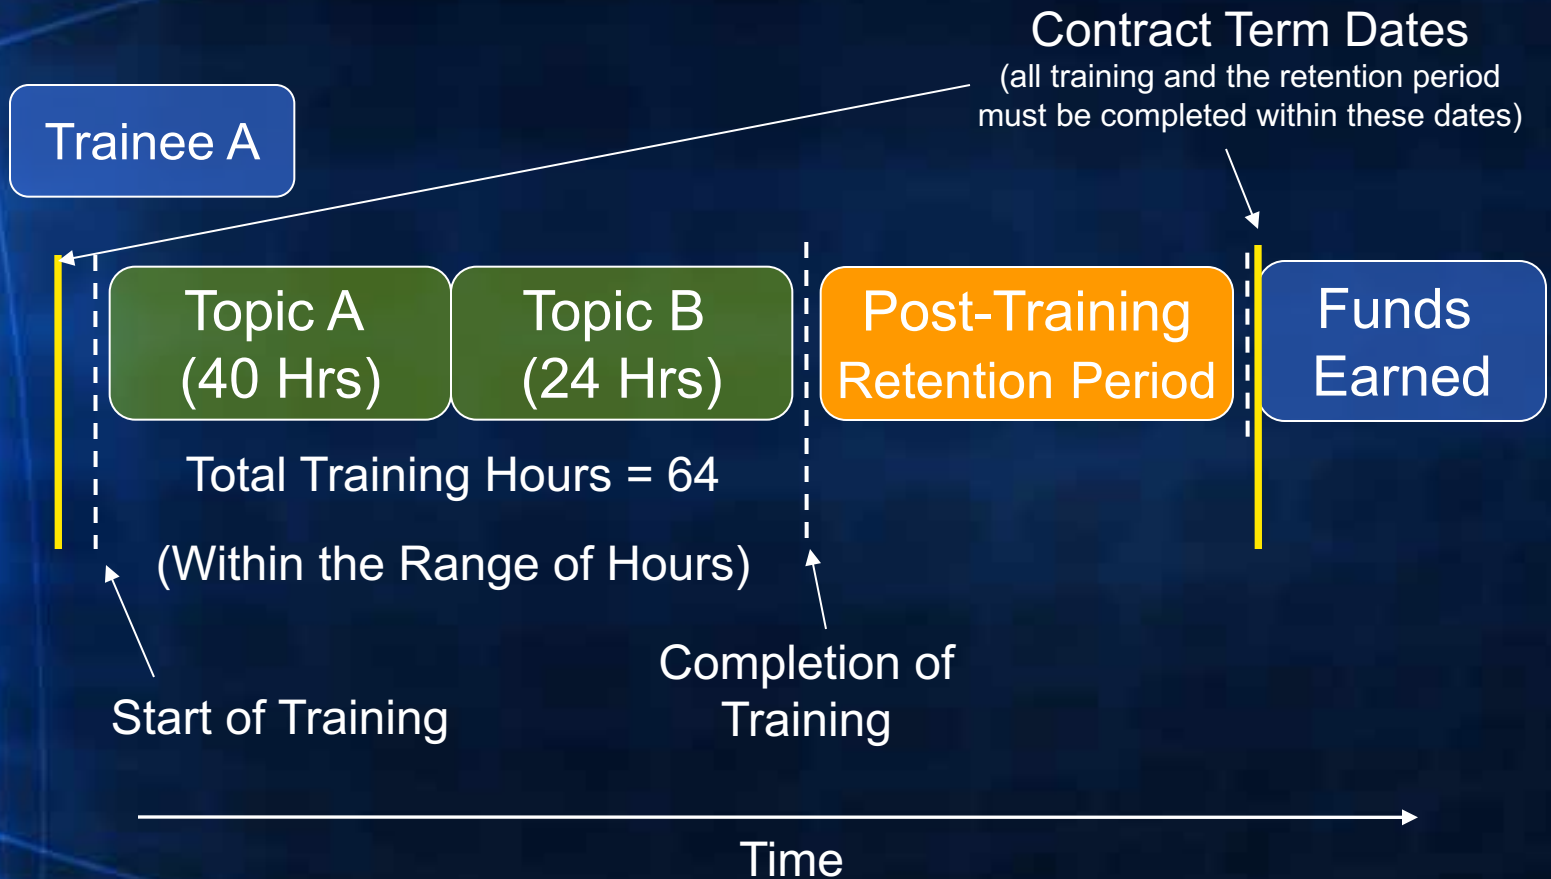 Contract Term Dates
(all training and the retention period
must be completed within these dates)
Trainee A
Topic A
(40 Hrs)
Topic B
(24 Hrs)
Post-Training
Retention Period
Funds
Earned
Total Training Hours = 64
(Within the Range of Hours)
Start of Training
Completion of
Training
Time